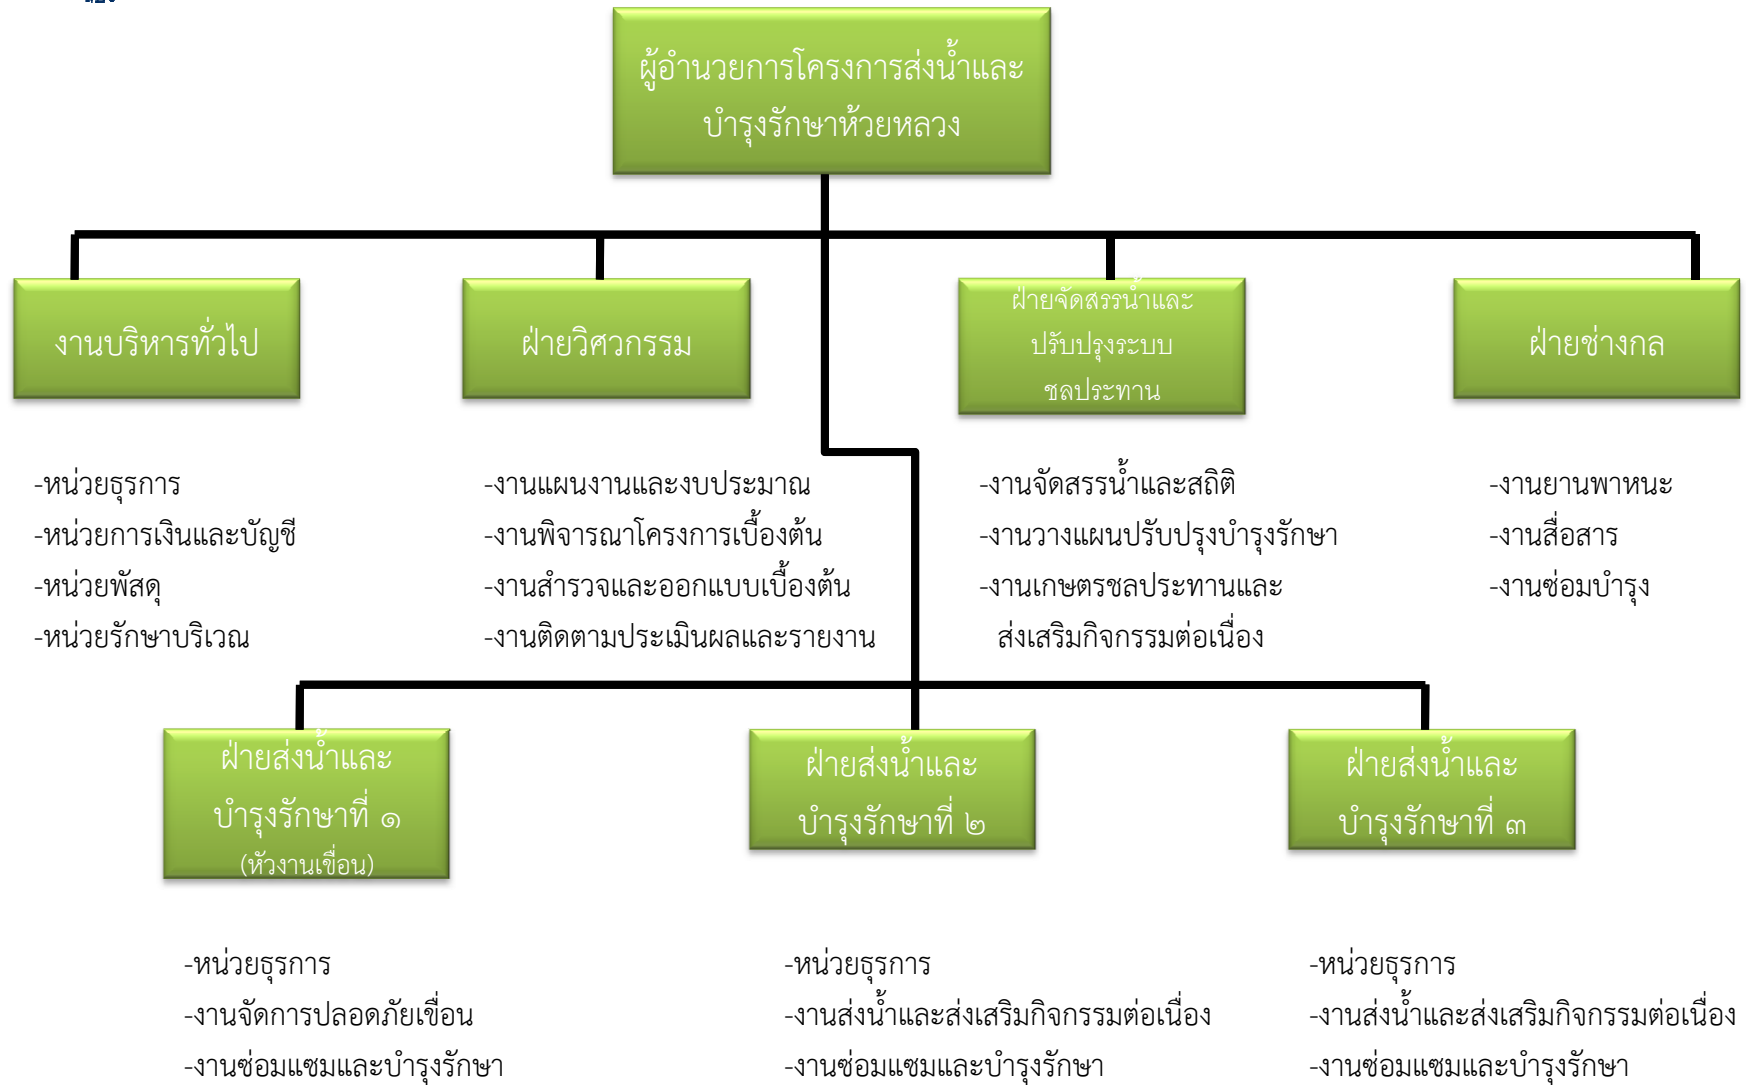 ผู้อำนวยการโครงการส่งน้ำและ
บำรุงรักษาห้วยหลวง
งานบริหารทั่วไป
ฝ่ายวิศวกรรม
ฝ่ายจัดสรรน้ำและ
ปรับปรุงระบบ
ชลประทาน
ฝ่ายช่างกล
-หน่วยธุรการ
-หน่วยการเงินและบัญชี
-หน่วยพัสดุ
-หน่วยรักษาบริเวณ
-งานแผนงานและงบประมาณ
-งานพิจารณาโครงการเบื้องต้น
-งานสำรวจและออกแบบเบื้องต้น
-งานติดตามประเมินผลและรายงาน
-งานจัดสรรน้ำและสถิติ
-งานวางแผนปรับปรุงบำรุงรักษา
-งานเกษตรชลประทานและ
ส่งเสริมกิจกรรมต่อเนื่อง
-งานยานพาหนะ
-งานสื่อสาร
-งานซ่อมบำรุง
ฝ่ายส่งน้ำและ
บำรุงรักษาที่ ๑
(หัวงานเขื่อน)
ฝ่ายส่งน้ำและ
บำรุงรักษาที่ ๒
ฝ่ายส่งน้ำและ
บำรุงรักษาที่ ๓
-หน่วยธุรการ
-งานจัดการปลอดภัยเขื่อน
-งานซ่อมแซมและบำรุงรักษา
-หน่วยธุรการ
-งานส่งน้ำและส่งเสริมกิจกรรมต่อเนื่อง
-งานซ่อมแซมและบำรุงรักษา
-หน่วยธุรการ
-งานส่งน้ำและส่งเสริมกิจกรรมต่อเนื่อง
-งานซ่อมแซมและบำรุงรักษา